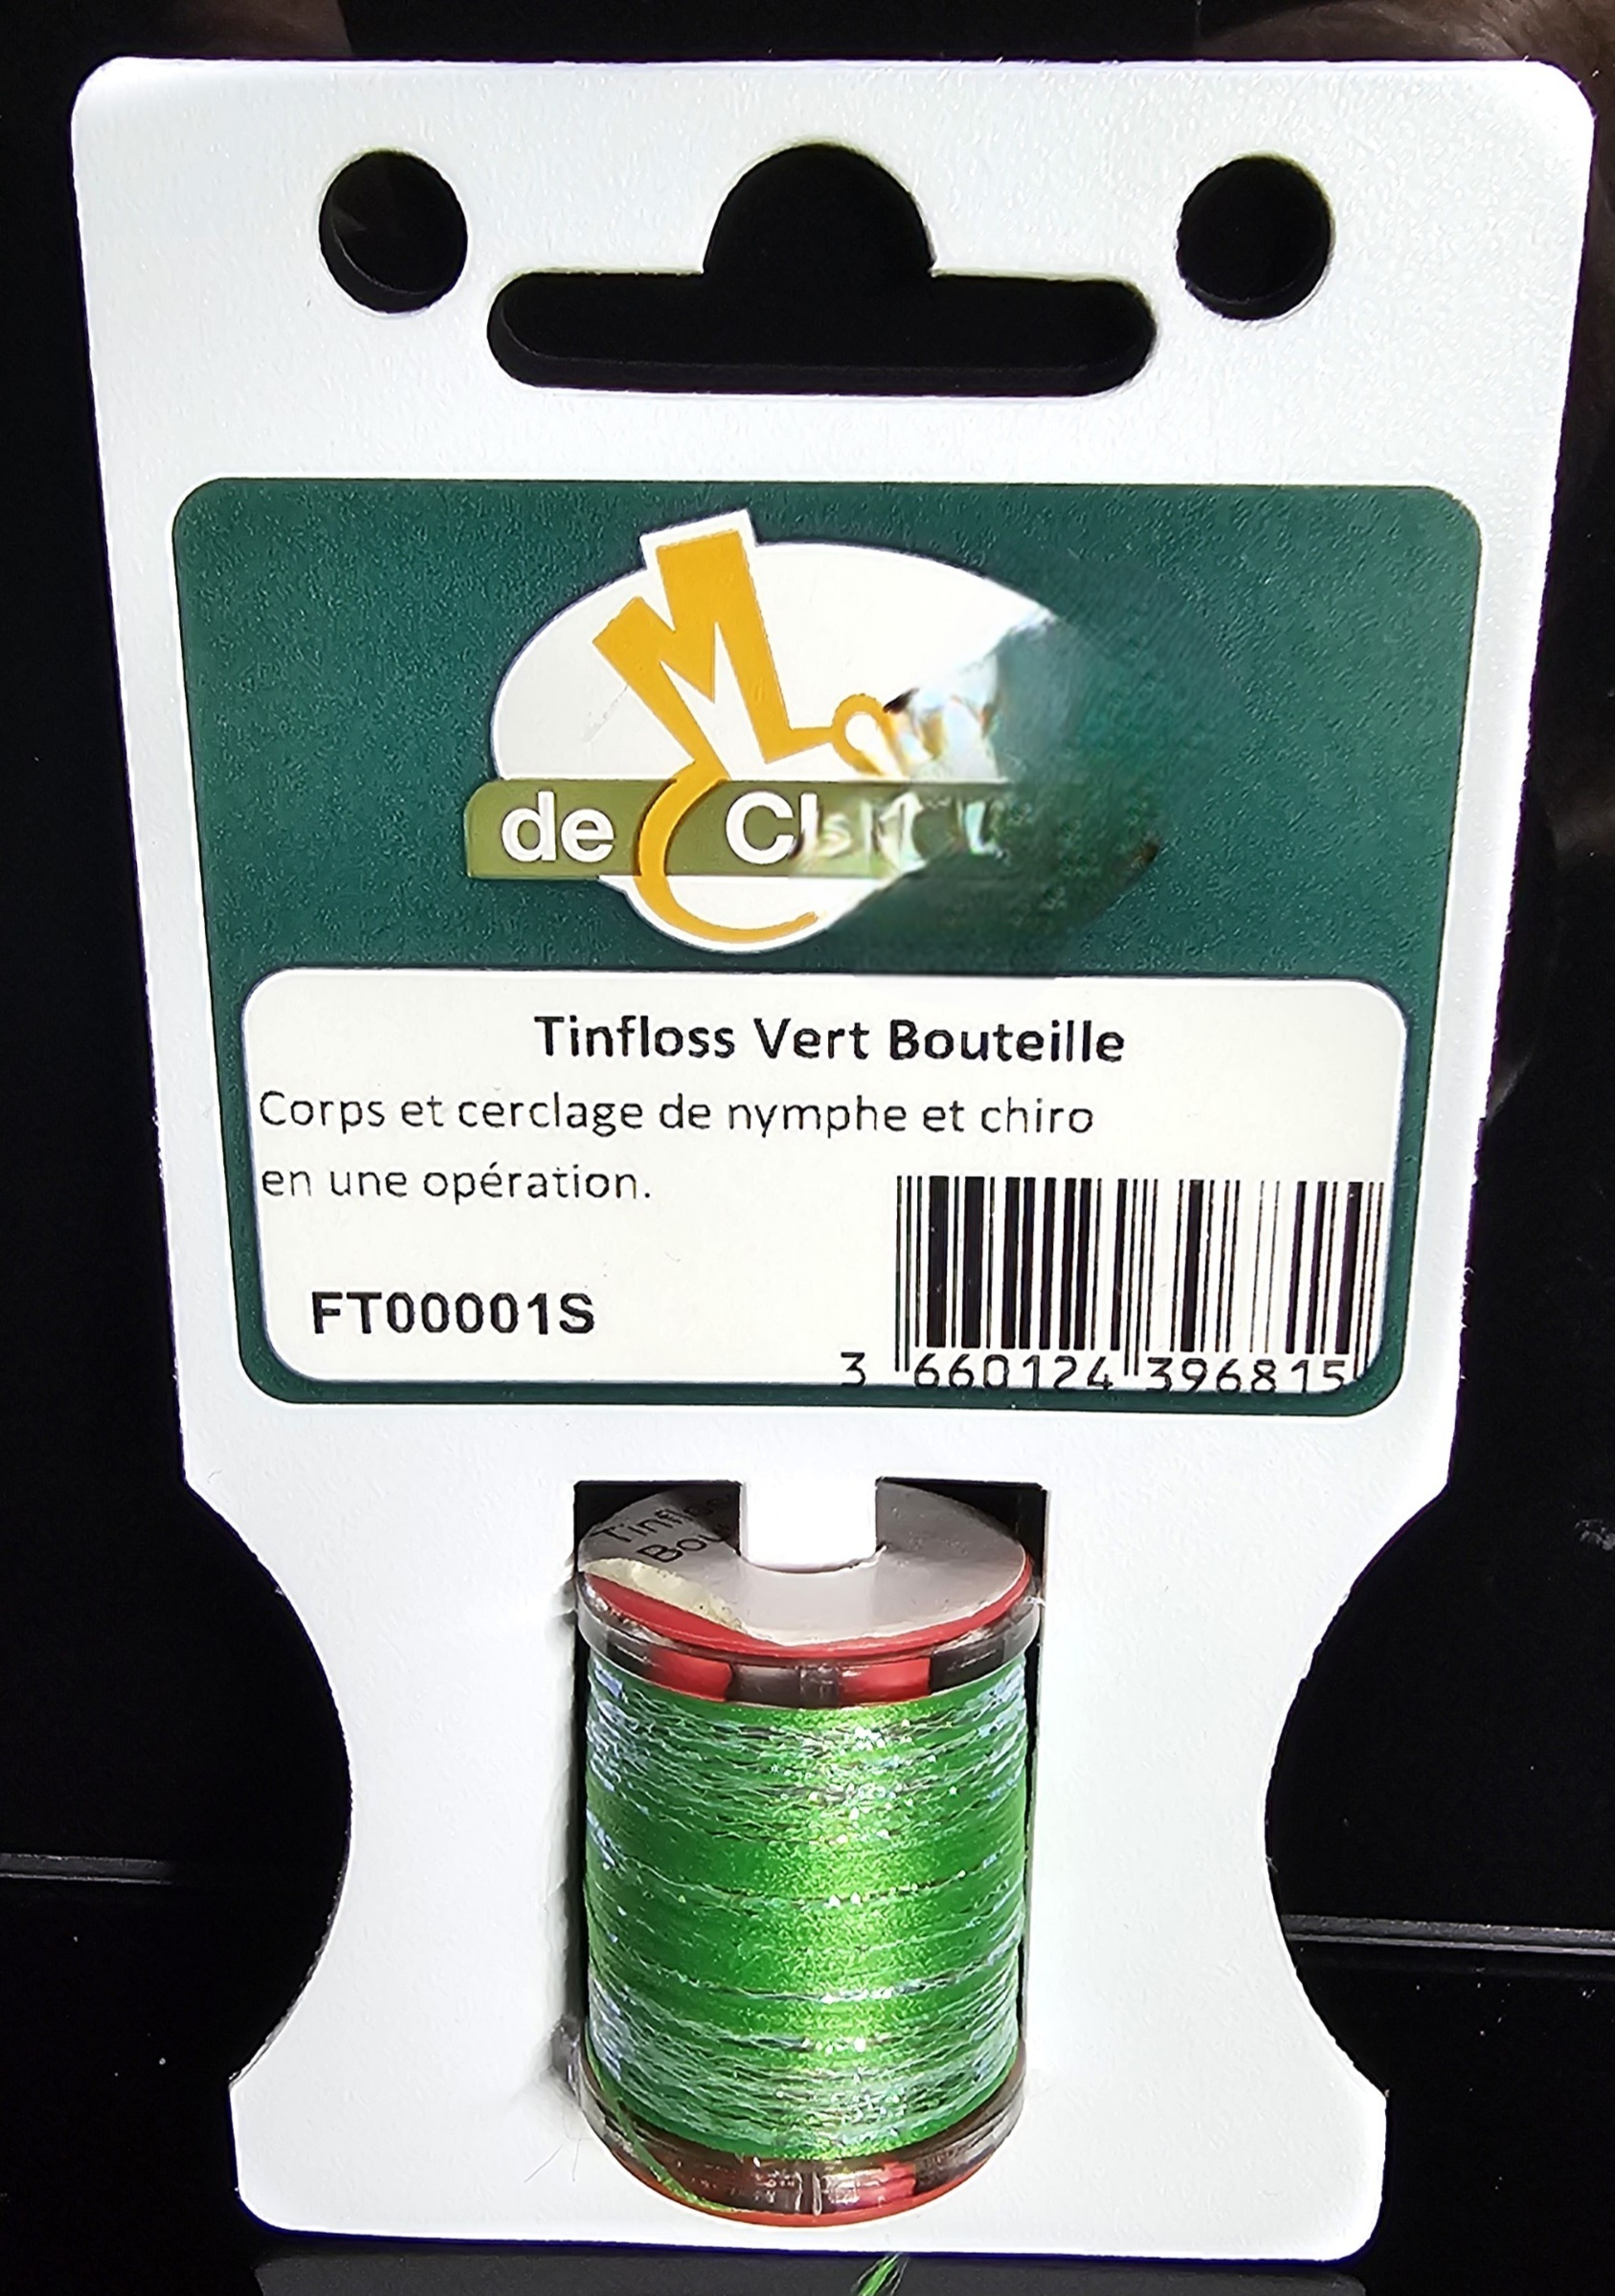 de
Tinfloss Vert Bouteille
Corps et cerclage de nymphe et chiro
en une opération.
FT00001S
3 660124 396815